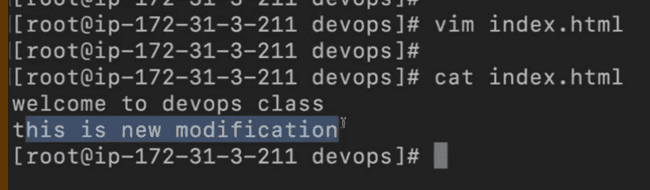 [root@ip-172-31-3-211 devops]#
[root@ip-172-31-3-211 devops]# vim index.html
[root@ip-172-31-3-211 devops]#
[root@ip-172-31-3-211 devops]# cat index.html
welcome to devops class
this is new modification
[root@ip-172-31-3-211 devops]#